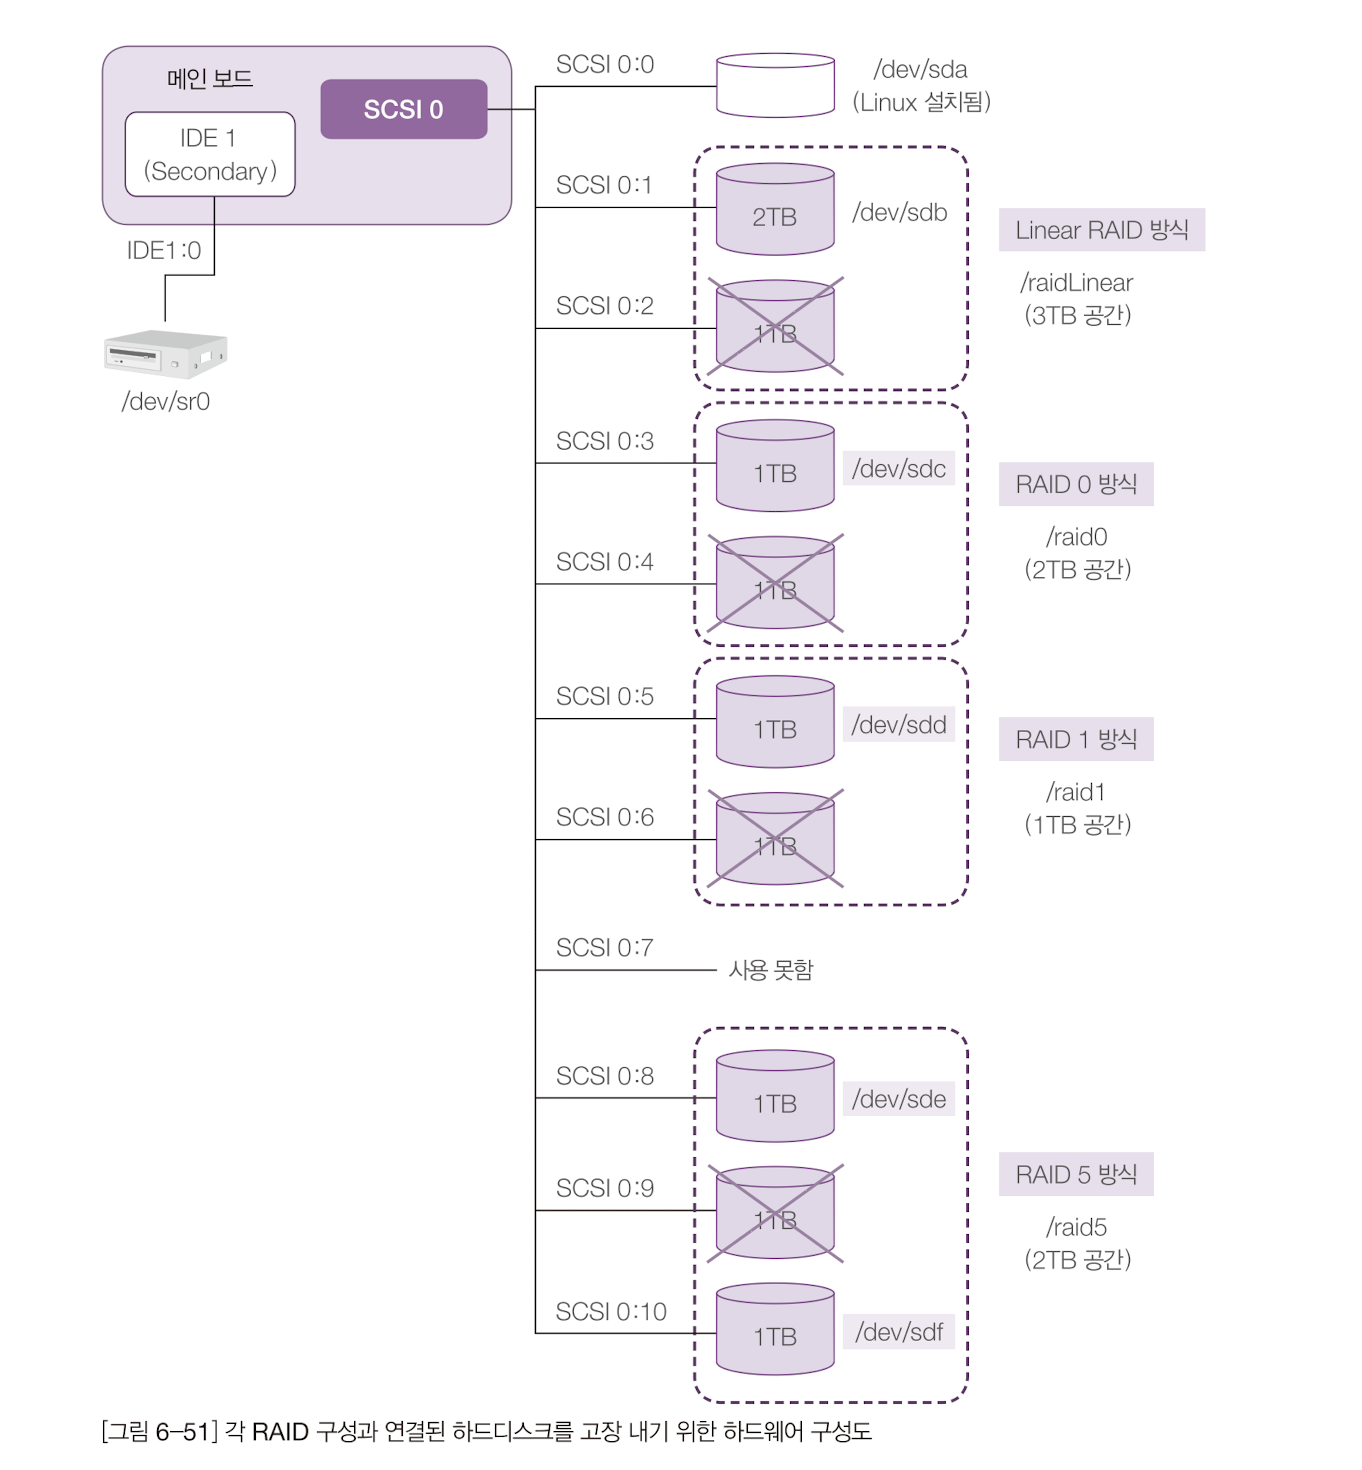 메인 보드
SCSI 0
IDE 1
(Secondary)
IDE1:0
/dev/sr0
SCSI 0:0
/dev/sda
(Linux 설치됨)
SCSI 0:1
2TB
/dev/sdb
SCSI 0:2
1TB
Linear RAID 방식
/raidLinear
(3TB 공간)
SCSI 0:3
1TB
/dev/sdc
SCSI 0:4
1TB
RAID 0 방식
/raid0
(2TB 공간)
SCSI 0:5
1TB
/dev/sdd
SCSI 0:6
1TB
RAID 1 방식
/raid1
(1TB 공간)
SCSI 0:7
사용 못함
SCSI 0:8
1TB
/dev/sde
SCSI 0:9
1TB
SCSI 0:10
1TB
/dev/sdf
RAID 5 방식
/raid5
(2TB 공간)
[그림 6–51] 각 RAID 구성과 연결된 하드디스크를 고장 내기 위한 하드웨어 구성도